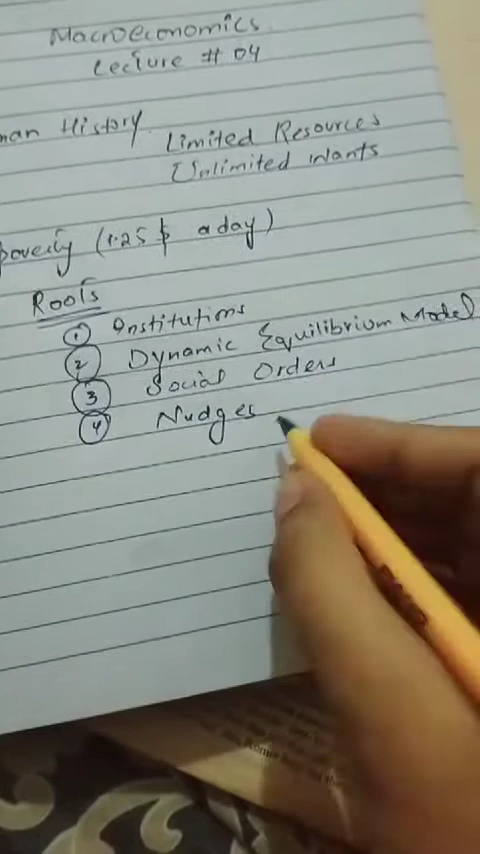 Macroeconomics
Lecture # 04
man History
Limited Resources
Unlimited wants
poverty (1.25 $ a day)
Roots
1 Institutions
2 Dynamic Equilibrium Model
3 Social Orders
4 Nudges